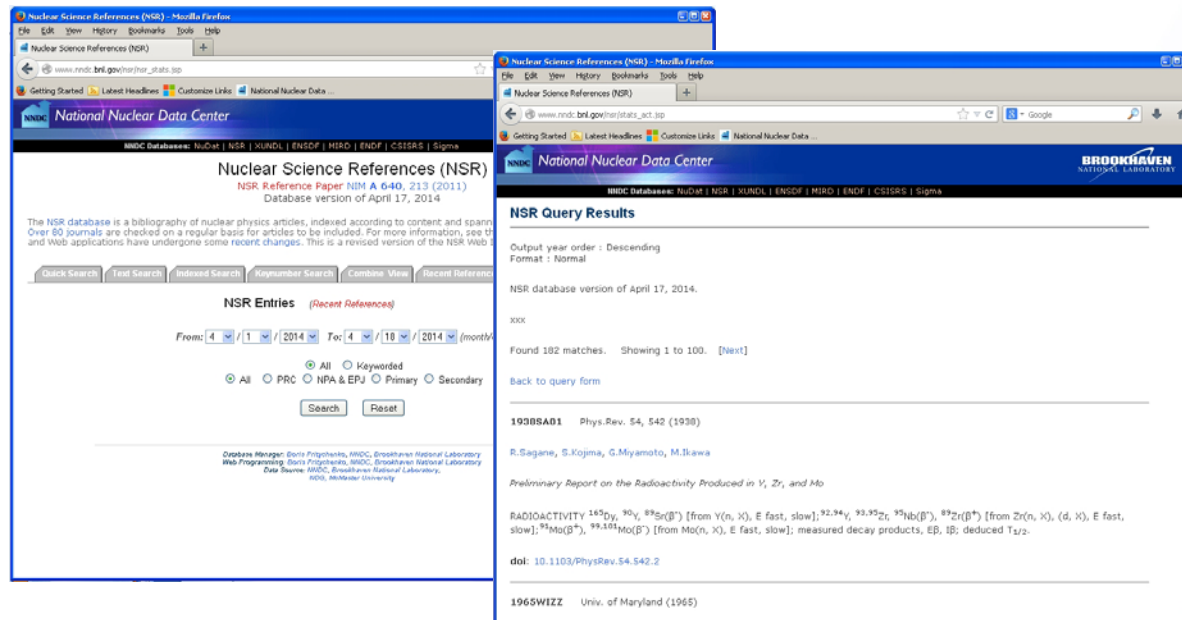 Nuclear Science References (NSR) - Mozilla Firefox
File Edit View History Bookmarks Tools Help
Nuclear Science References (NSR) +
www.nndc.bnl.gov/nsr/nsr_stats.jsp
Getting Started Latest Headlines Customize Links National Nuclear Data ...
NNDC National Nuclear Data Center
NNDC Databases: NuDat | NSR | XUNDL | ENSDF | MIRD | ENDF | CSISRS | Sigma
Nuclear Science References (NSR)
NSR Reference Paper NIM A 640, 213 (2011)
Database version of April 17, 2014
The NSR database is a bibliography of nuclear physics articles, indexed according to content and spann
Over 80 journals are checked on a regular basis for articles to be included. For more information, see th
and Web applications have undergone some recent changes. This is a revised version of the NSR Web
Quick Search Text Search Indexed Search Keynumber Search Combine View Recent Referenc
NSR Entries (Recent References)
From: 4 / 1 / 2014 To: 4 / 18 / 2014 (month/
All Keyworded
All PRC NPA & EPJ Primary Secondary
Search Reset
Database Manager: Boris Pritychenko, NNDC, Brookhaven National Laboratory
Web Programming: Boris Pritychenko, NNDC, Brookhaven National Laboratory
Data Source: NNDC, Brookhaven National Laboratory,
NDG, McMaster University
Nuclear Science References (NSR) - Mozilla Firefox
File Edit View History Bookmarks Tools Help
Nuclear Science References (NSR) +
www.nndc.bnl.gov/nsr/stats_act.jsp Google
Getting Started Latest Headlines Customize Links National Nuclear Data ...
NNDC National Nuclear Data Center BROOKHAVEN
NATIONAL LABORATORY
NNDC Databases: NuDat | NSR | XUNDL | ENSDF | MIRD | ENDF | CSISRS | Sigma
NSR Query Results
Output year order : Descending
Format : Normal
NSR database version of April 17, 2014.
xxx
Found 182 matches. Showing 1 to 100. [Next]
Back to query form
1938SA01 Phys.Rev. 54, 542 (1938)
R.Sagane, S.Kojima, G.Miyamoto, M.Ikawa
Preliminary Report on the Radioactivity Produced in Y, Zr, and Mo
RADIOACTIVITY ¹⁶⁵Dy, ⁹⁰Y, ⁸⁹Sr(β⁻) [from Y(n, X), E fast, slow];⁹²,⁹⁴Y, ⁹³,⁹⁵Zr, ⁹⁵Nb(β⁻), ⁸⁹Zr(β⁺) [from Zr(n, X), (d, X), E fast,
slow];⁹¹Mo(β⁺), ⁹⁹,¹⁰¹Mo(β⁻) [from Mo(n, X), E fast, slow]; measured decay products, Eβ, Iβ; deduced T₁/₂.
doi: 10.1103/PhysRev.54.542.2
1965WIZZ Univ. of Maryland (1965)